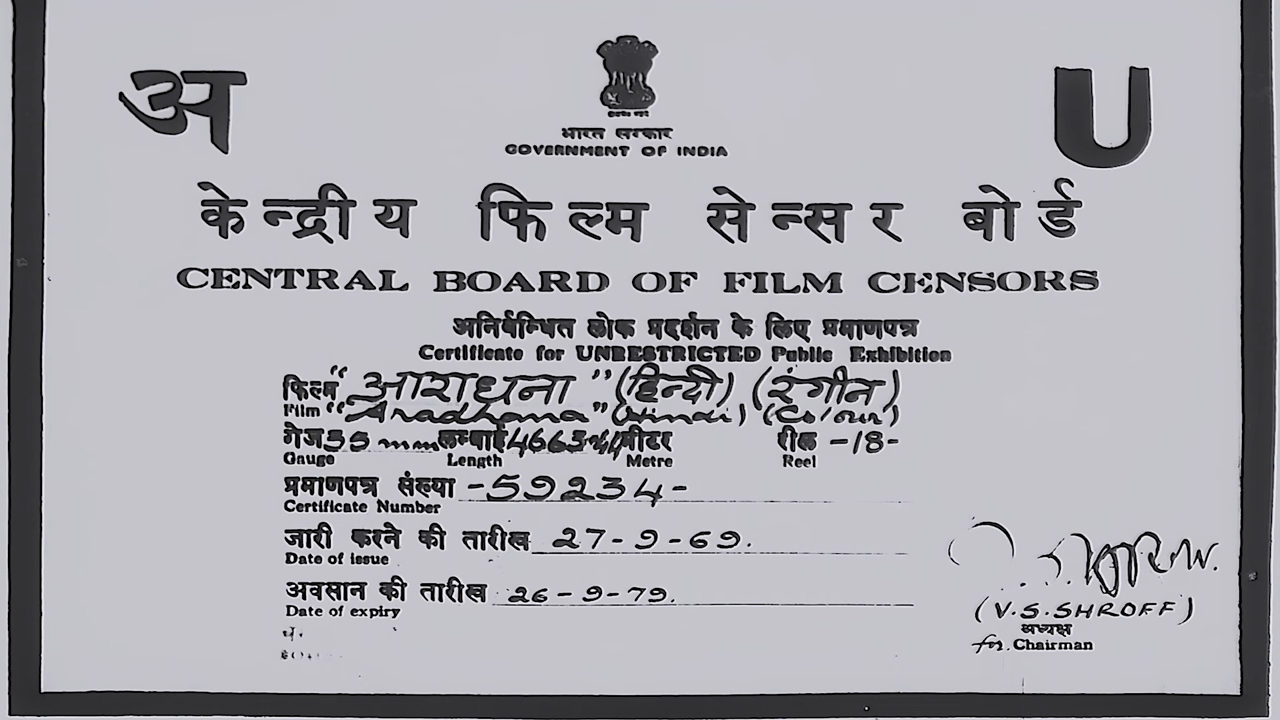 अ
U
भारत सरकार
GOVERNMENT OF INDIA
केन्द्रीय फिल्म सेन्सर बोर्ड
CENTRAL BOARD OF FILM CENSORS
अनिर्बन्धित लोक प्रदर्शन के लिए प्रमाणपत्र
Certificate for UNRESTRICTED Public Exhibition
फिल्म "आराधना" (हिन्दी) (रंगीन)
Film "Aradhana" (Hindi) (Colour)
गेज 35 mm लम्बाई मीटर रील -18-
Gauge Length Metre Reel
प्रमाणपत्र संख्या -59234-
Certificate Number
जारी करने की तारीख 27-9-69.
Date of issue
अवसान की तारीख 26-9-79.
Date of expiry
(V.S.SHROFF)
अध्यक्ष
for Chairman